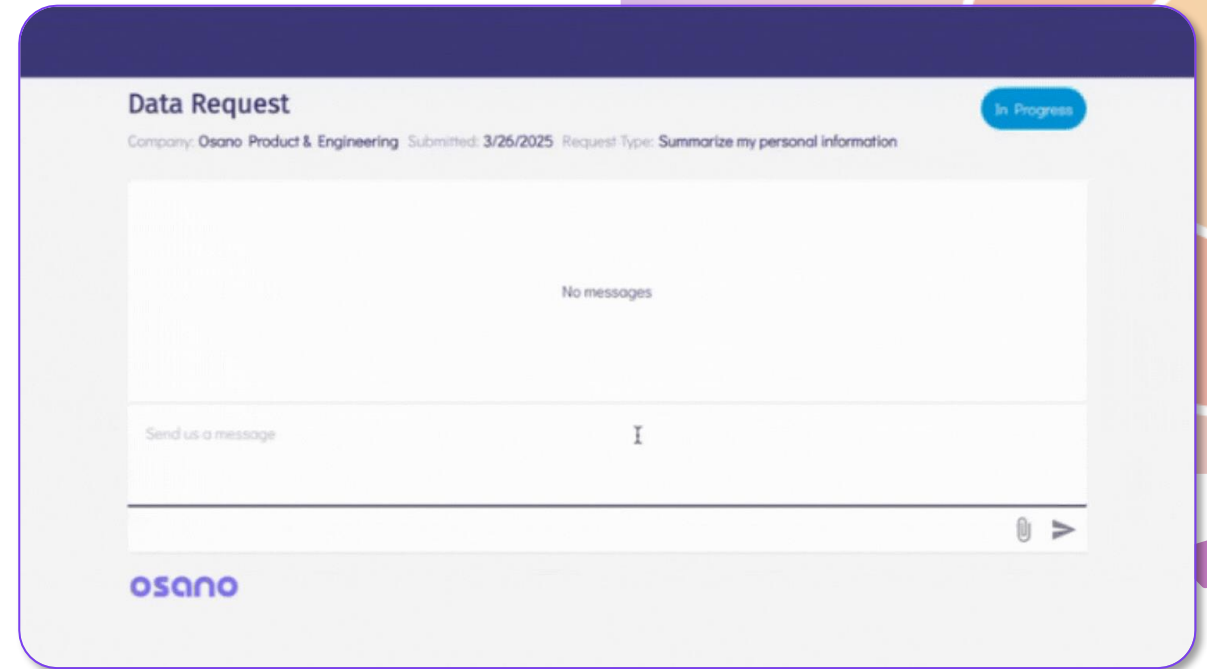 Data Request
In Progress
Company: Osano Product & Engineering Submitted: 3/26/2025 Request Type: Summarize my personal information
No messages
Send us a message
osano